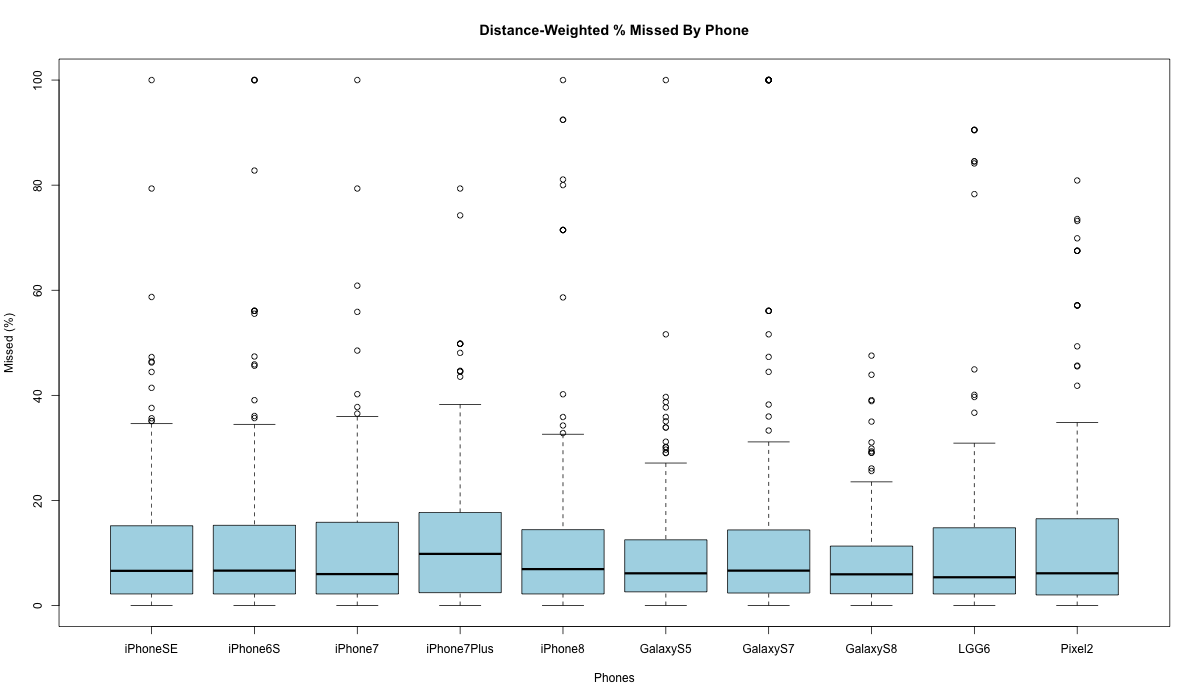 Distance-Weighted % Missed By Phone
100
80
60
40
20
0
Missed (%)
iPhoneSE iPhone6S iPhone7 iPhone7Plus iPhone8 GalaxyS5 GalaxyS7 GalaxyS8 LGG6 Pixel2
Phones